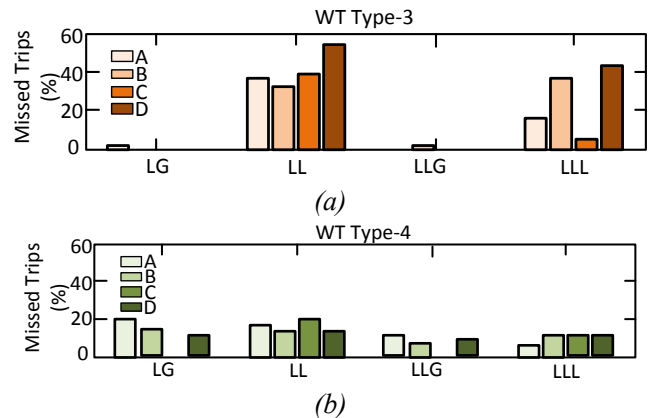 WT Type-3
Missed Trips
(%)
60
40
20
0
A
B
C
D
LG LL LLG LLL
(a)
WT Type-4
Missed Trips
(%)
60
40
20
0
A
B
C
D
LG LL LLG LLL
(b)